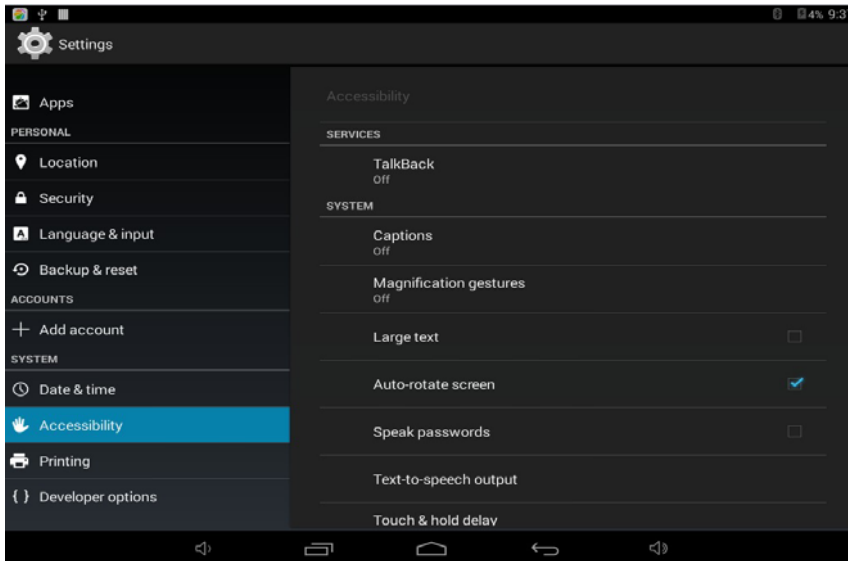 4% 9:3
Settings
Apps
PERSONAL
Location
Security
Language & input
Backup & reset
ACCOUNTS
Add account
SYSTEM
Date & time
Accessibility
Printing
{ } Developer options
Accessibility
SERVICES
TalkBack
Off
SYSTEM
Captions
Off
Magnification gestures
Off
Large text
Auto-rotate screen
Speak passwords
Text-to-speech output
Touch & hold delay